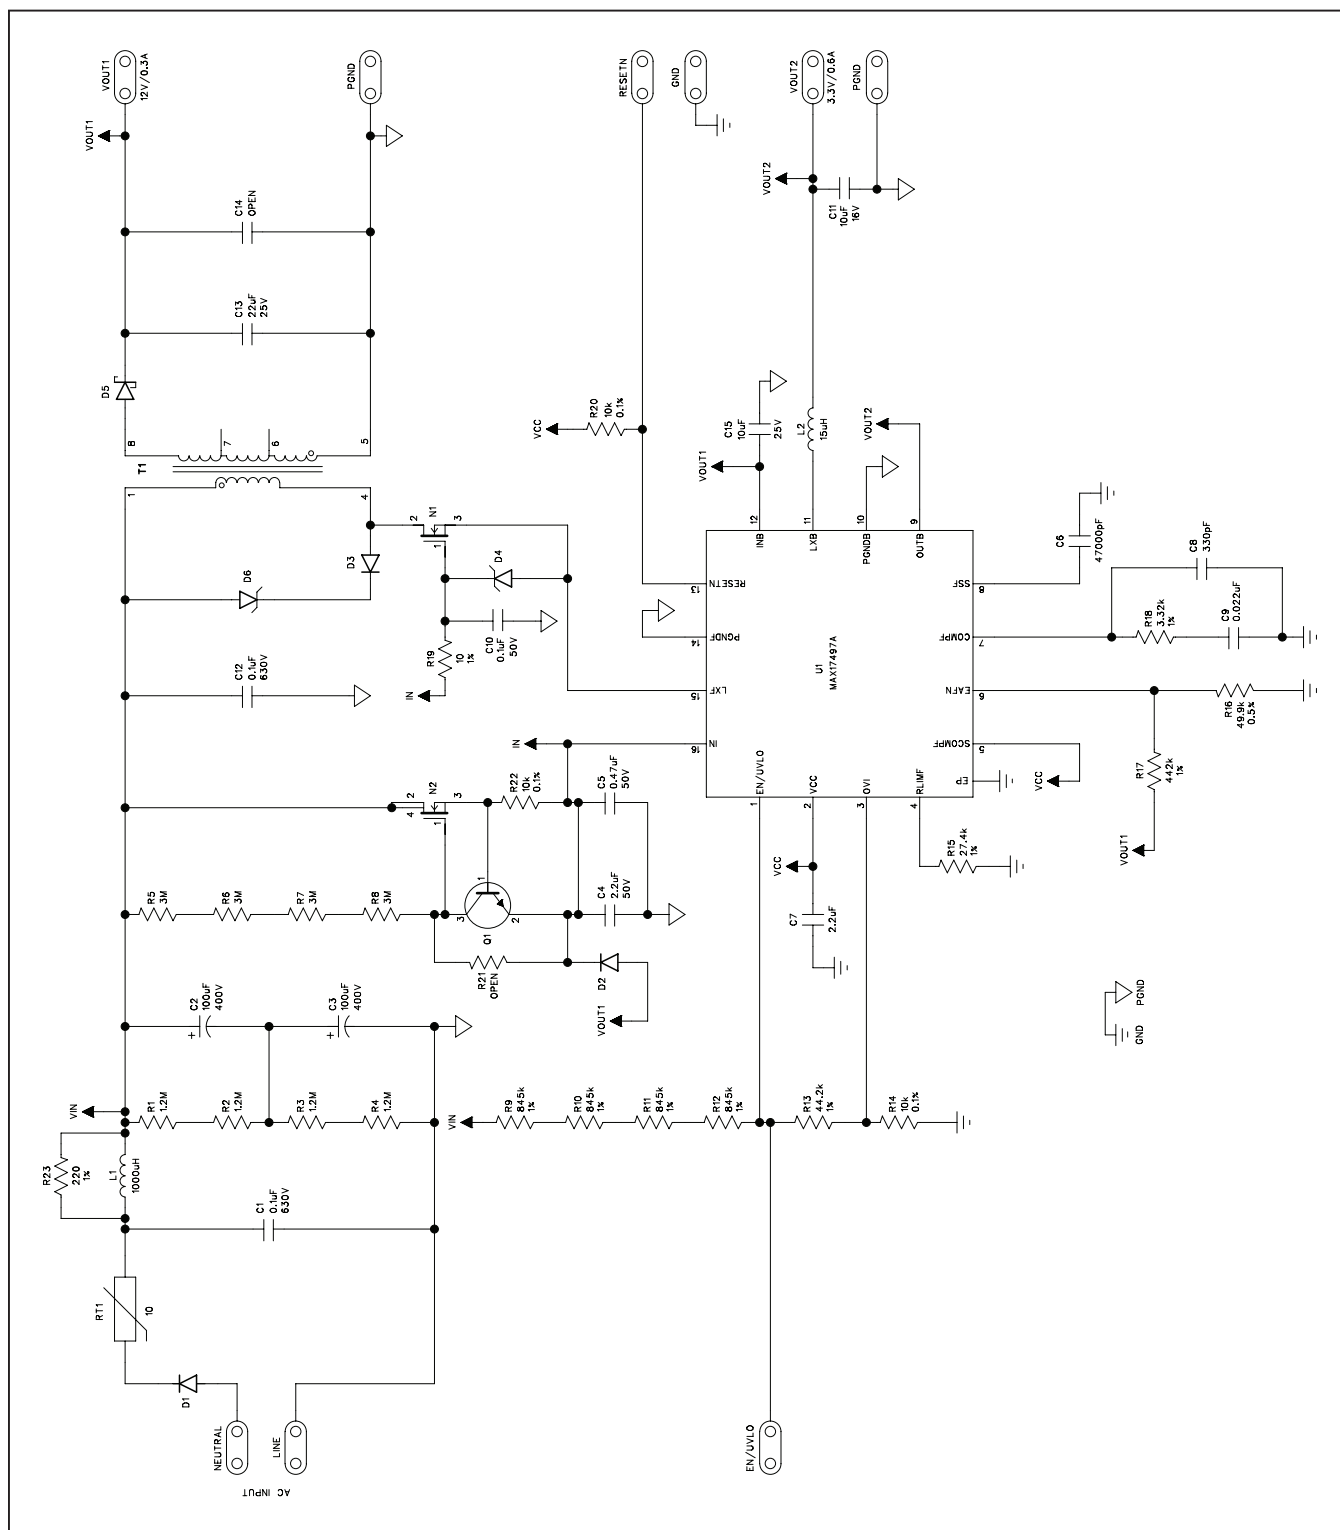 AC INPUT
NEUTRAL
LINE
D1
RT1
10
R23
220
1%
L1
1000uH
C1
0.1uF
630V
VIN
R1
1.2M
R2
1.2M
R3
1.2M
R4
1.2M
+
C2
100uF
400V
+
C3
100uF
400V
R5
3M
R6
3M
R7
3M
R8
3M
R21
OPEN
Q1
1
2
3
D2
VOUT1
N2
1
2
3
4
R22
10k
0.1%
C4
2.2uF
50V
C5
0.47uF
50V
IN
C12
0.1uF
630V
D6
D3
R19
10
1%
IN
C10
0.1uF
50V
D4
N1
1
2
3
T1
1
4
8
7
6
5
D5
C13
22uF
25V
C14
OPEN
VOUT1
VOUT1
12V/0.3A
PGND
EN/UVLO
VIN
R9
845k
1%
R10
845k
1%
R11
845k
1%
R12
845k
1%
R13
44.2k
1%
R14
10k
0.1%
VCC
C7
2.2uF
R15
27.4k
1%
U1
MAX17497A
1
EN/UVLO
2
VCC
3
OVI
4
RLIMF
EP
5
SCOMPF
6
EAFN
7
COMPF
8
SSF
9
OUTB
10
PGNDB
11
LXB
12
INB
13
RESETN
14
PGNDF
15
LXF
16
IN
VCC
VOUT1
R17
442k
1%
R16
49.9k
0.5%
R18
3.32k
1%
C9
0.022uF
C8
330pF
C6
47000pF
VOUT1
C15
10uF
25V
L2
15uH
VOUT2
VCC
R20
10k
0.1%
VOUT2
C11
10uF
16V
RESETN
GND
VOUT2
3.3V/0.6A
PGND
GND
PGND